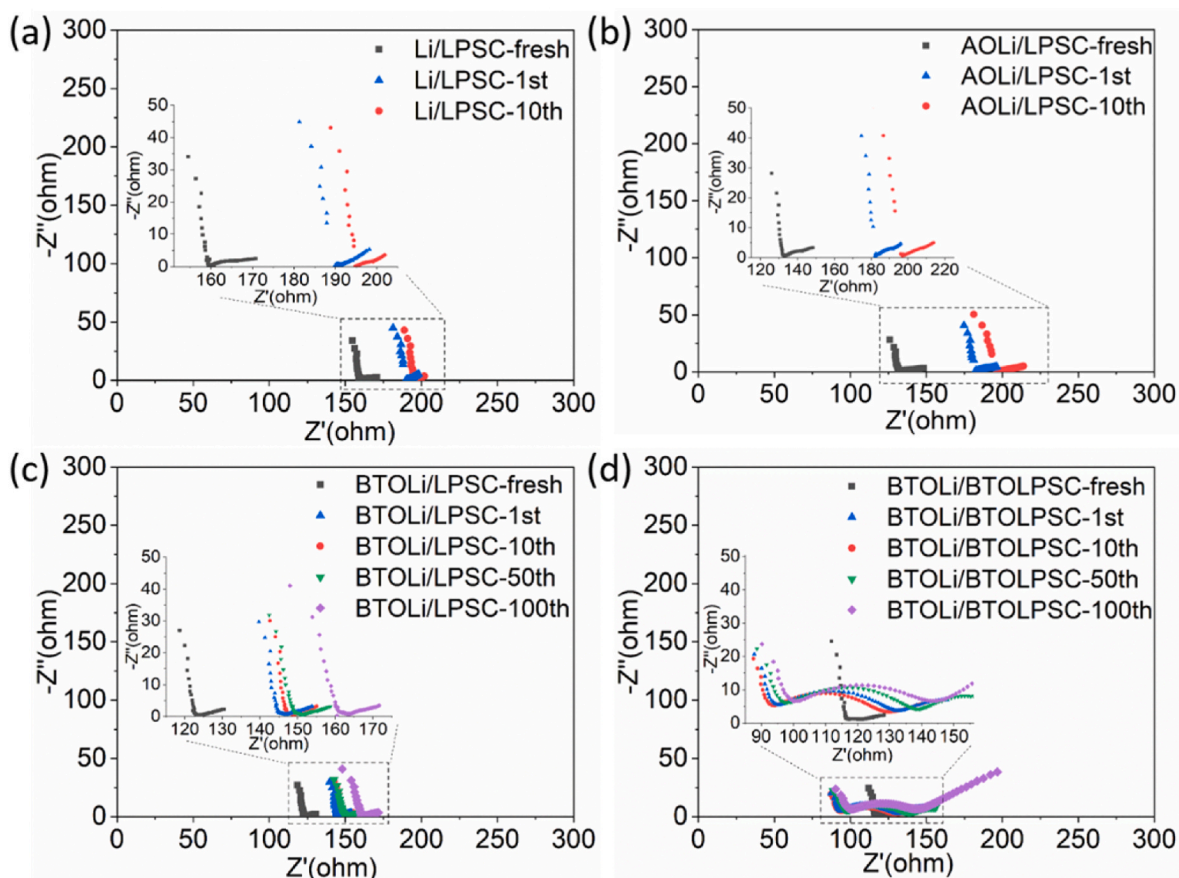 (a)
300
250
200
150
100
50
0
-Z''(ohm)
Li/LPSC-fresh
Li/LPSC-1st
Li/LPSC-10th
50
40
30
20
10
0
-Z''(ohm)
160 170 180 190 200
Z'(ohm)
0 50 100 150 200 250 300
Z'(ohm)
(b)
300
250
200
150
100
50
0
-Z''(ohm)
AOLi/LPSC-fresh
AOLi/LPSC-1st
AOLi/LPSC-10th
50
40
30
20
10
0
-Z''(ohm)
120 140 160 180 200 220
Z'(ohm)
0 50 100 150 200 250 300
Z'(ohm)
(c)
300
250
200
150
100
50
0
-Z''(ohm)
BTOLi/LPSC-fresh
BTOLi/LPSC-1st
BTOLi/LPSC-10th
BTOLi/LPSC-50th
BTOLi/LPSC-100th
50
40
30
20
10
0
-Z''(ohm)
120 130 140 150 160 170
Z'(ohm)
0 50 100 150 200 250 300
Z'(ohm)
(d)
300
250
200
150
100
50
0
-Z''(ohm)
BTOLi/BTOLPSC-fresh
BTOLi/BTOLPSC-1st
BTOLi/BTOLPSC-10th
BTOLi/BTOLPSC-50th
BTOLi/BTOLPSC-100th
50
40
30
20
10
0
-Z''(ohm)
90 100 110 120 130 140 150
Z'(ohm)
0 50 100 150 200 250 300
Z'(ohm)